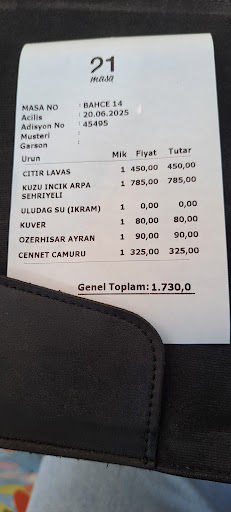 21
masa
MASA NO : BAHCE 14
Acilis : 20.06.2025
Adisyon No : 45495
Musteri :
Garson :
Urun Mik Fiyat Tutar
CITIR LAVAS 1 450,00 450,00
KUZU INCIK ARPA 1 785,00 785,00
SEHRIYELI
ULUDAG SU (IKRAM) 1 0,00 0,00
KUVER 1 80,00 80,00
OZERHISAR AYRAN 1 90,00 90,00
CENNET CAMURU 1 325,00 325,00
Genel Toplam: 1.730,0